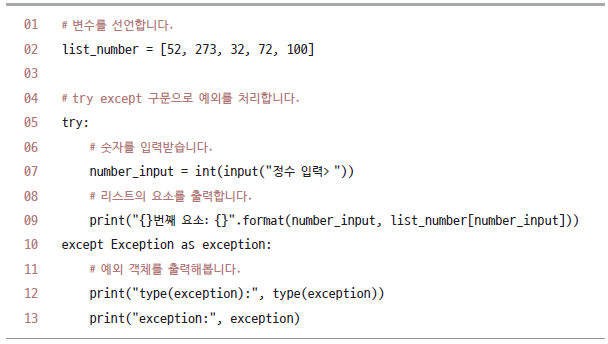 01 # 변수를 선언합니다.
02 list_number = [52, 273, 32, 72, 100]
03
04 # try except 구문으로 예외를 처리합니다.
05 try:
06     # 숫자를 입력받습니다.
07     number_input = int(input("정수 입력> "))
08     # 리스트의 요소를 출력합니다.
09     print("{}번째 요소: {}".format(number_input, list_number[number_input]))
10 except Exception as exception:
11     # 예외 객체를 출력해봅니다.
12     print("type(exception):", type(exception))
13     print("exception:", exception)